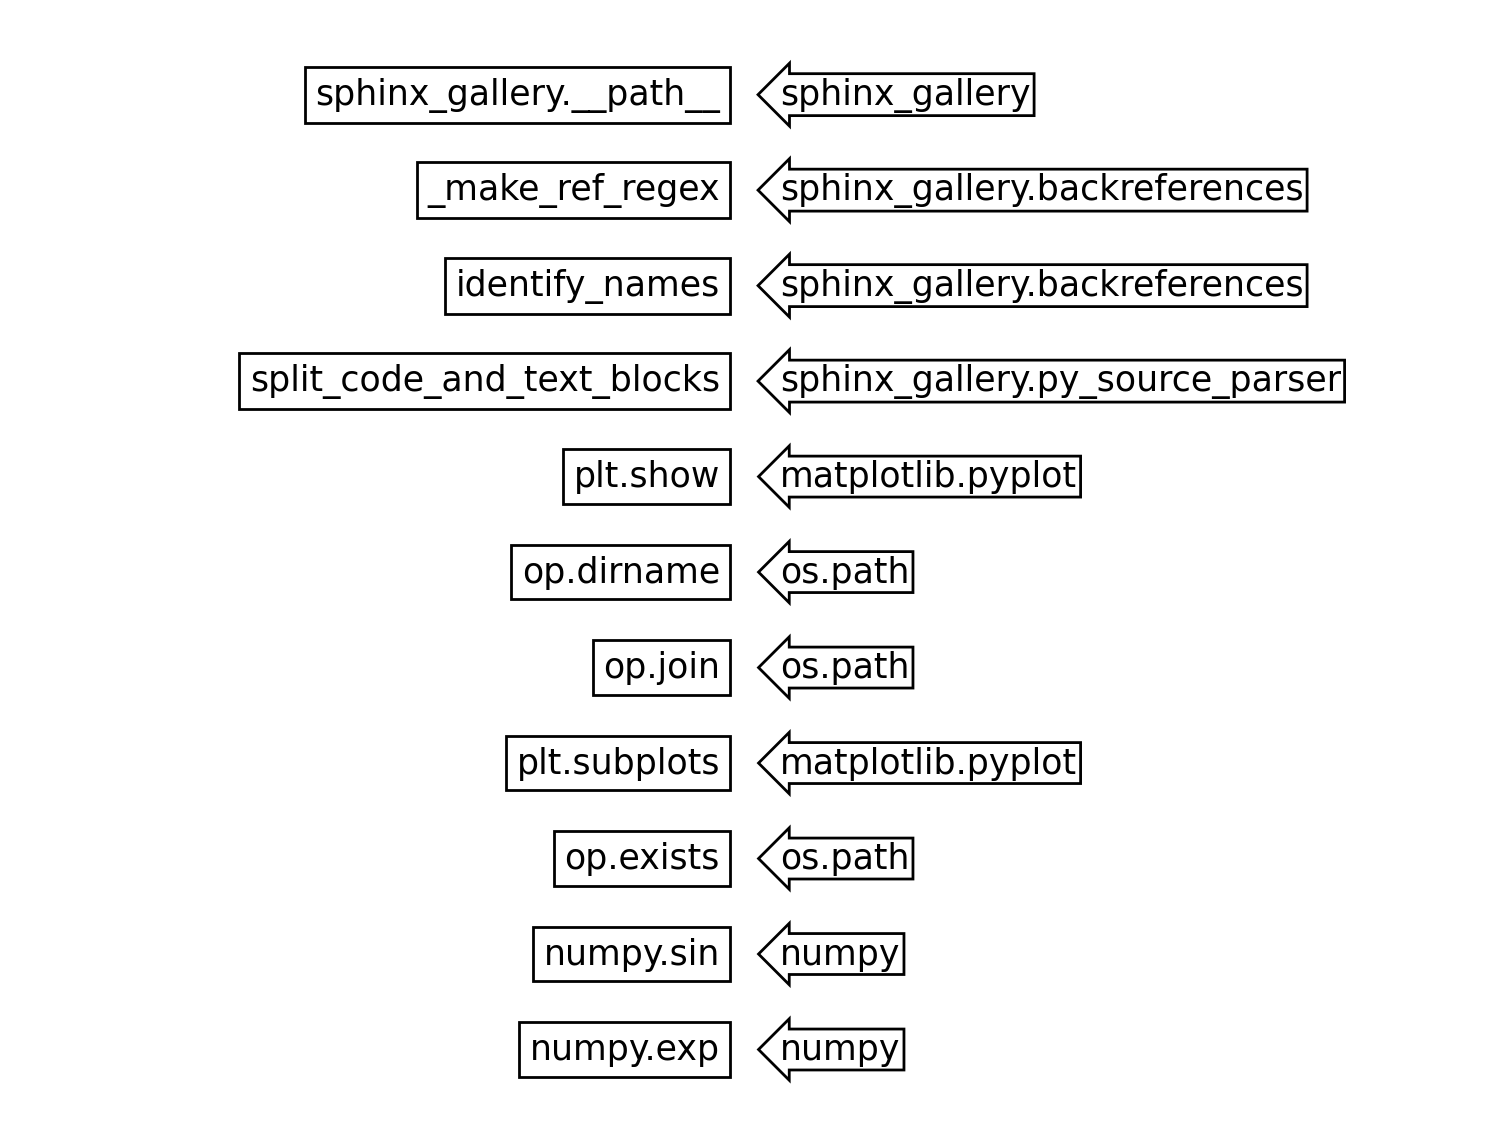 sphinx_gallery.__path__ sphinx_gallery
_make_ref_regex sphinx_gallery.backreferences
identify_names sphinx_gallery.backreferences
split_code_and_text_blocks sphinx_gallery.py_source_parser
plt.show matplotlib.pyplot
op.dirname os.path
op.join os.path
plt.subplots matplotlib.pyplot
op.exists os.path
numpy.sin numpy
numpy.exp numpy